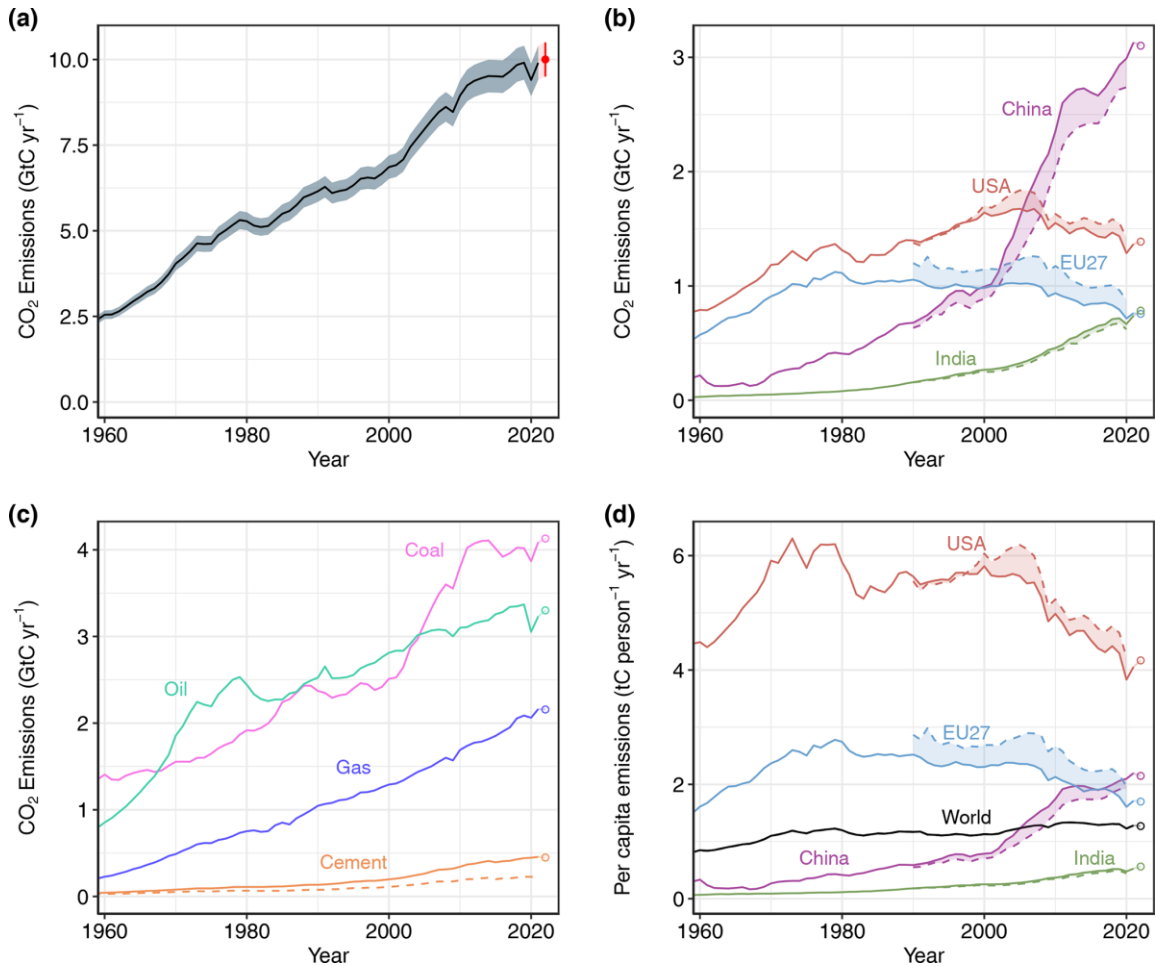 (a)
CO₂ Emissions (GtC yr⁻¹)
10.0
7.5
5.0
2.5
0.0
1960 1980 2000 2020
Year
(b)
CO₂ Emissions (GtC yr⁻¹)
3
2
1
0
China
USA
EU27
India
1960 1980 2000 2020
Year
(c)
CO₂ Emissions (GtC yr⁻¹)
4
3
2
1
0
Coal
Oil
Gas
Cement
1960 1980 2000 2020
Year
(d)
Per capita emissions (tC person⁻¹ yr⁻¹)
6
4
2
0
USA
EU27
World
China
India
1960 1980 2000 2020
Year